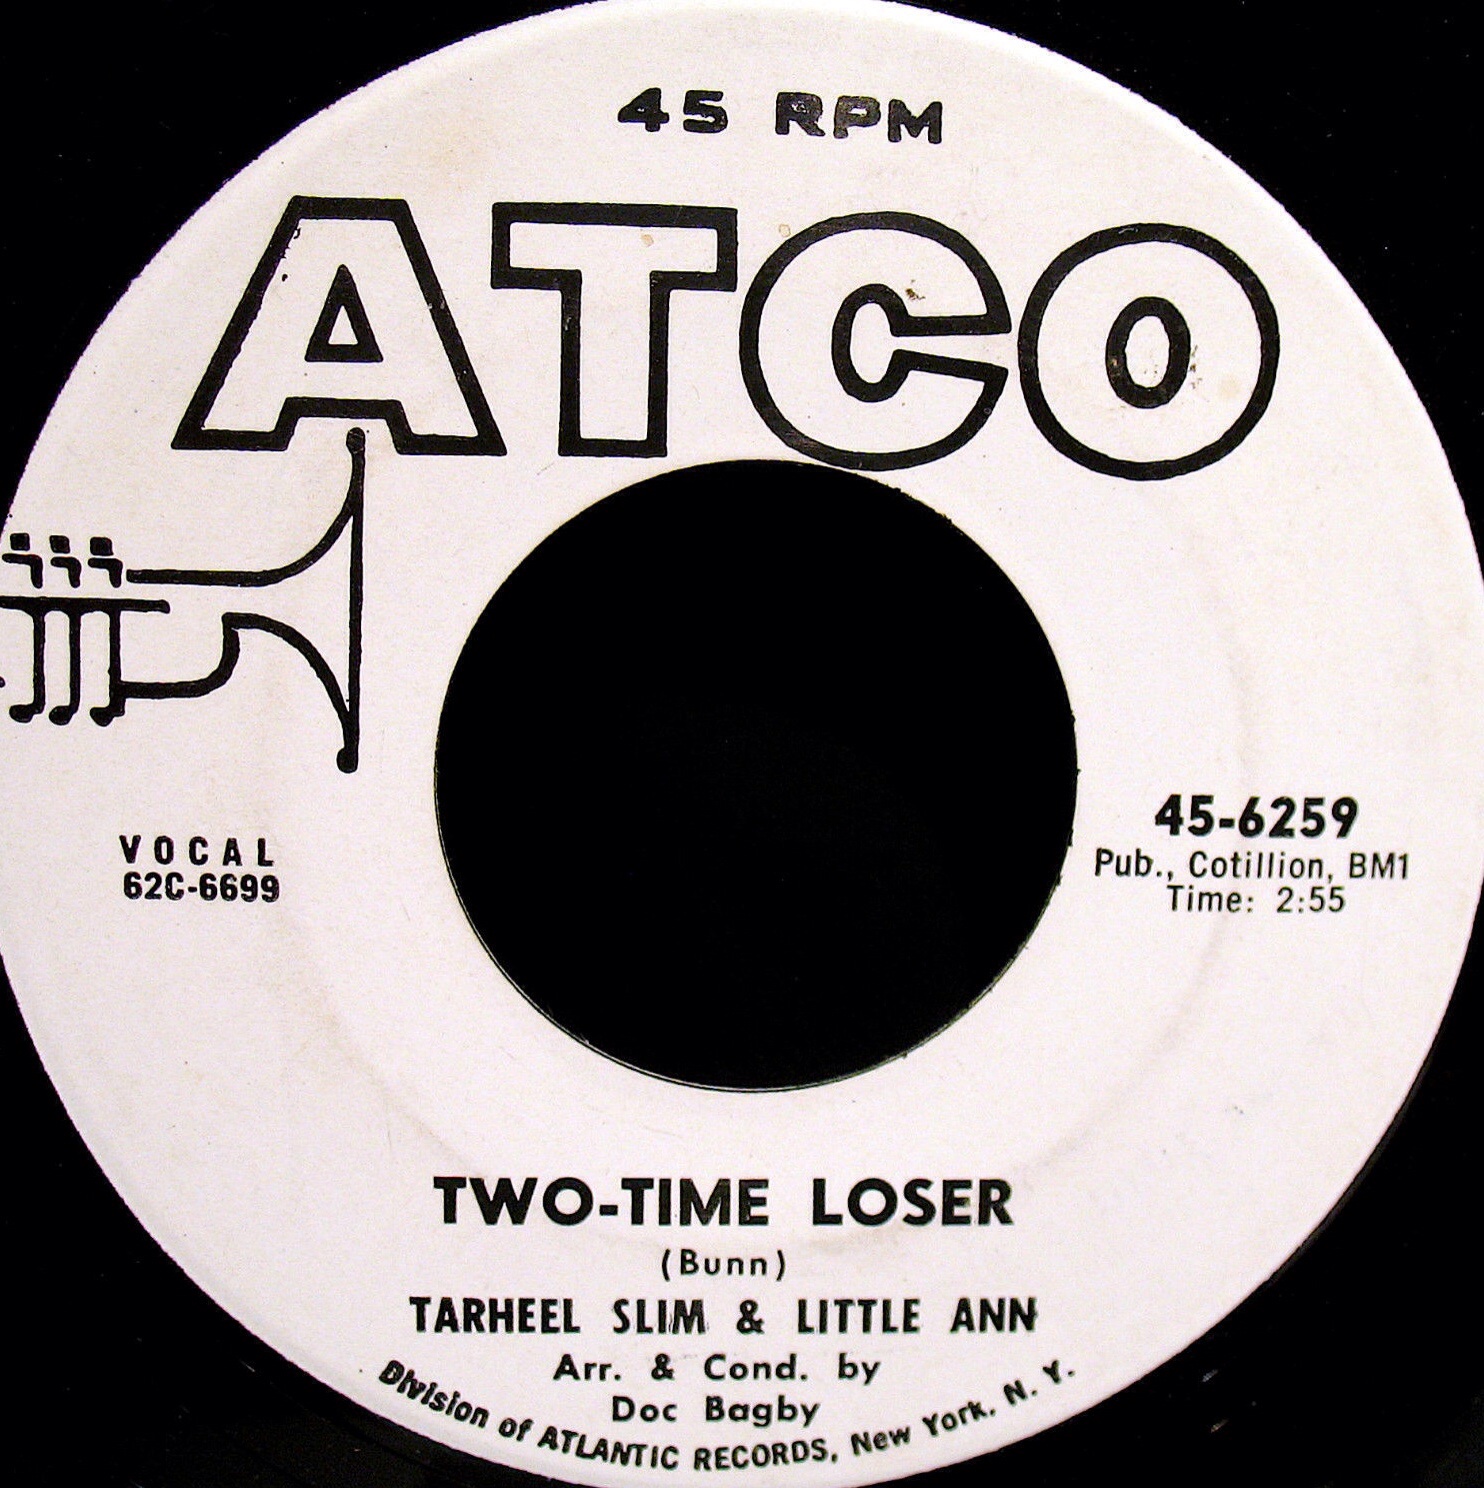 45 RPM
ATCO
VOCAL
62C-6699
45-6259
Pub., Cotillion, BM1
Time: 2:55
TWO-TIME LOSER
(Bunn)
TARHEEL SLIM & LITTLE ANN
Arr. & Cond. by
Doc Bagby
Division of ATLANTIC RECORDS, New York. N. Y.